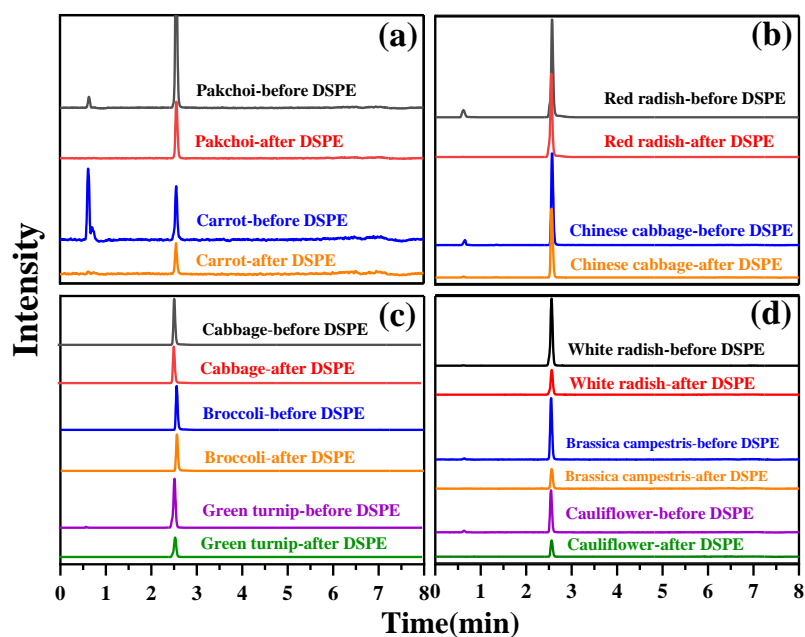 (a)
Pakchoi-before DSPE
Pakchoi-after DSPE
Carrot-before DSPE
Carrot-after DSPE
(b)
Red radish-before DSPE
Red radish-after DSPE
Chinese cabbage-before DSPE
Chinese cabbage-after DSPE
Intensity
(c)
Cabbage-before DSPE
Cabbage-after DSPE
Broccoli-before DSPE
Broccoli-after DSPE
Green turnip-before DSPE
Green turnip-after DSPE
(d)
White radish-before DSPE
White radish-after DSPE
Brassica campestris-before DSPE
Brassica campestris-after DSPE
Cauliflower-before DSPE
Cauliflower-after DSPE
0 1 2 3 4 5 6 7 8
0 1 2 3 4 5 6 7 8
Time(min)